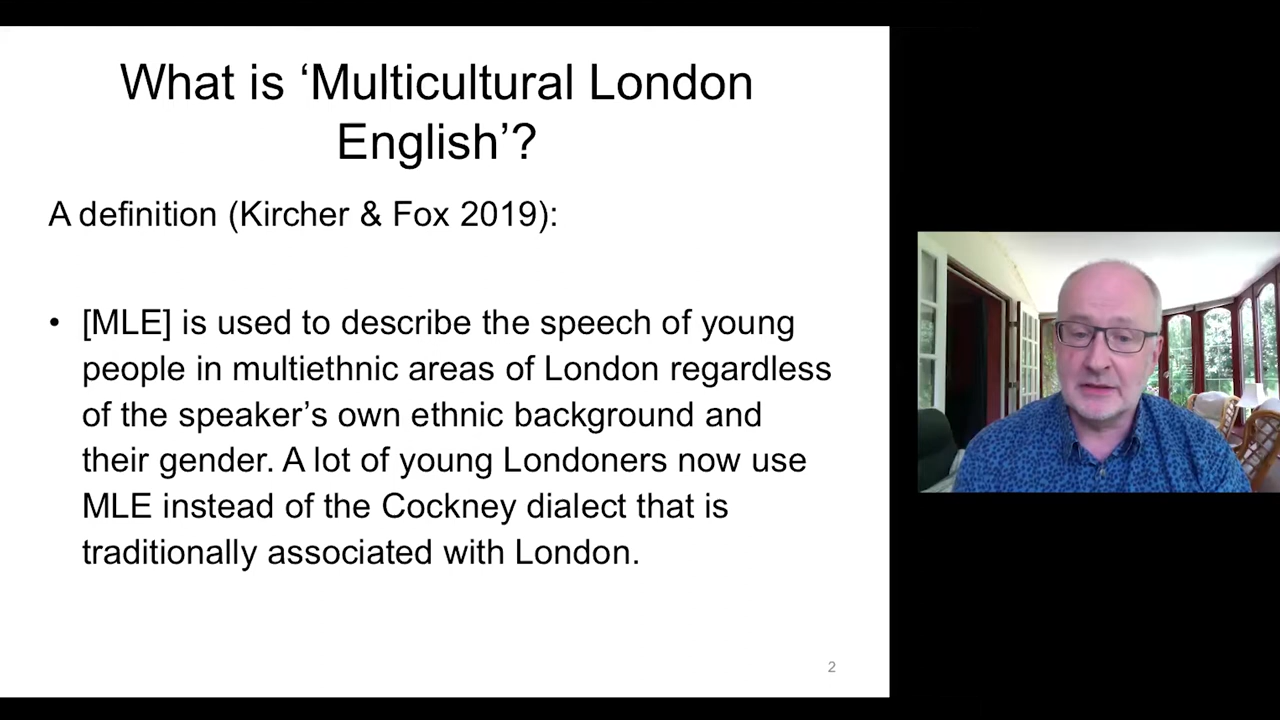 What is ‘Multicultural London
English’?
A definition (Kircher & Fox 2019):
• [MLE] is used to describe the speech of young
people in multiethnic areas of London regardless
of the speaker’s own ethnic background and
their gender. A lot of young Londoners now use
MLE instead of the Cockney dialect that is
traditionally associated with London.
2